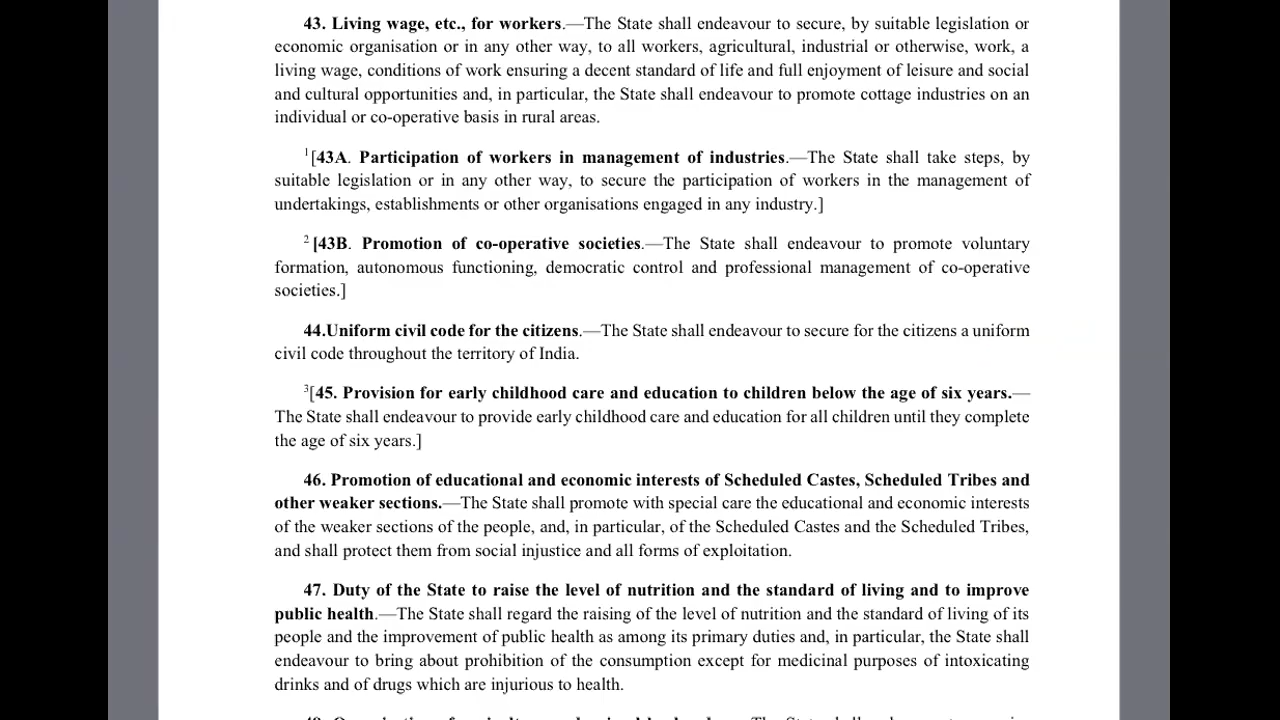 43. Living wage, etc., for workers.—The State shall endeavour to secure, by suitable legislation or
economic organisation or in any other way, to all workers, agricultural, industrial or otherwise, work, a
living wage, conditions of work ensuring a decent standard of life and full enjoyment of leisure and social
and cultural opportunities and, in particular, the State shall endeavour to promote cottage industries on an
individual or co-operative basis in rural areas.
1[43A. Participation of workers in management of industries.—The State shall take steps, by
suitable legislation or in any other way, to secure the participation of workers in the management of
undertakings, establishments or other organisations engaged in any industry.]
2 [43B. Promotion of co-operative societies.—The State shall endeavour to promote voluntary
formation, autonomous functioning, democratic control and professional management of co-operative
societies.]
44.Uniform civil code for the citizens.—The State shall endeavour to secure for the citizens a uniform
civil code throughout the territory of India.
3[45. Provision for early childhood care and education to children below the age of six years.—
The State shall endeavour to provide early childhood care and education for all children until they complete
the age of six years.]
46. Promotion of educational and economic interests of Scheduled Castes, Scheduled Tribes and
other weaker sections.—The State shall promote with special care the educational and economic interests
of the weaker sections of the people, and, in particular, of the Scheduled Castes and the Scheduled Tribes,
and shall protect them from social injustice and all forms of exploitation.
47. Duty of the State to raise the level of nutrition and the standard of living and to improve
public health.—The State shall regard the raising of the level of nutrition and the standard of living of its
people and the improvement of public health as among its primary duties and, in particular, the State shall
endeavour to bring about prohibition of the consumption except for medicinal purposes of intoxicating
drinks and of drugs which are injurious to health.